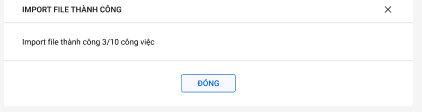 IMPORT FILE THÀNH CÔNG
Import file thành công 3/10 công việc
ĐÓNG